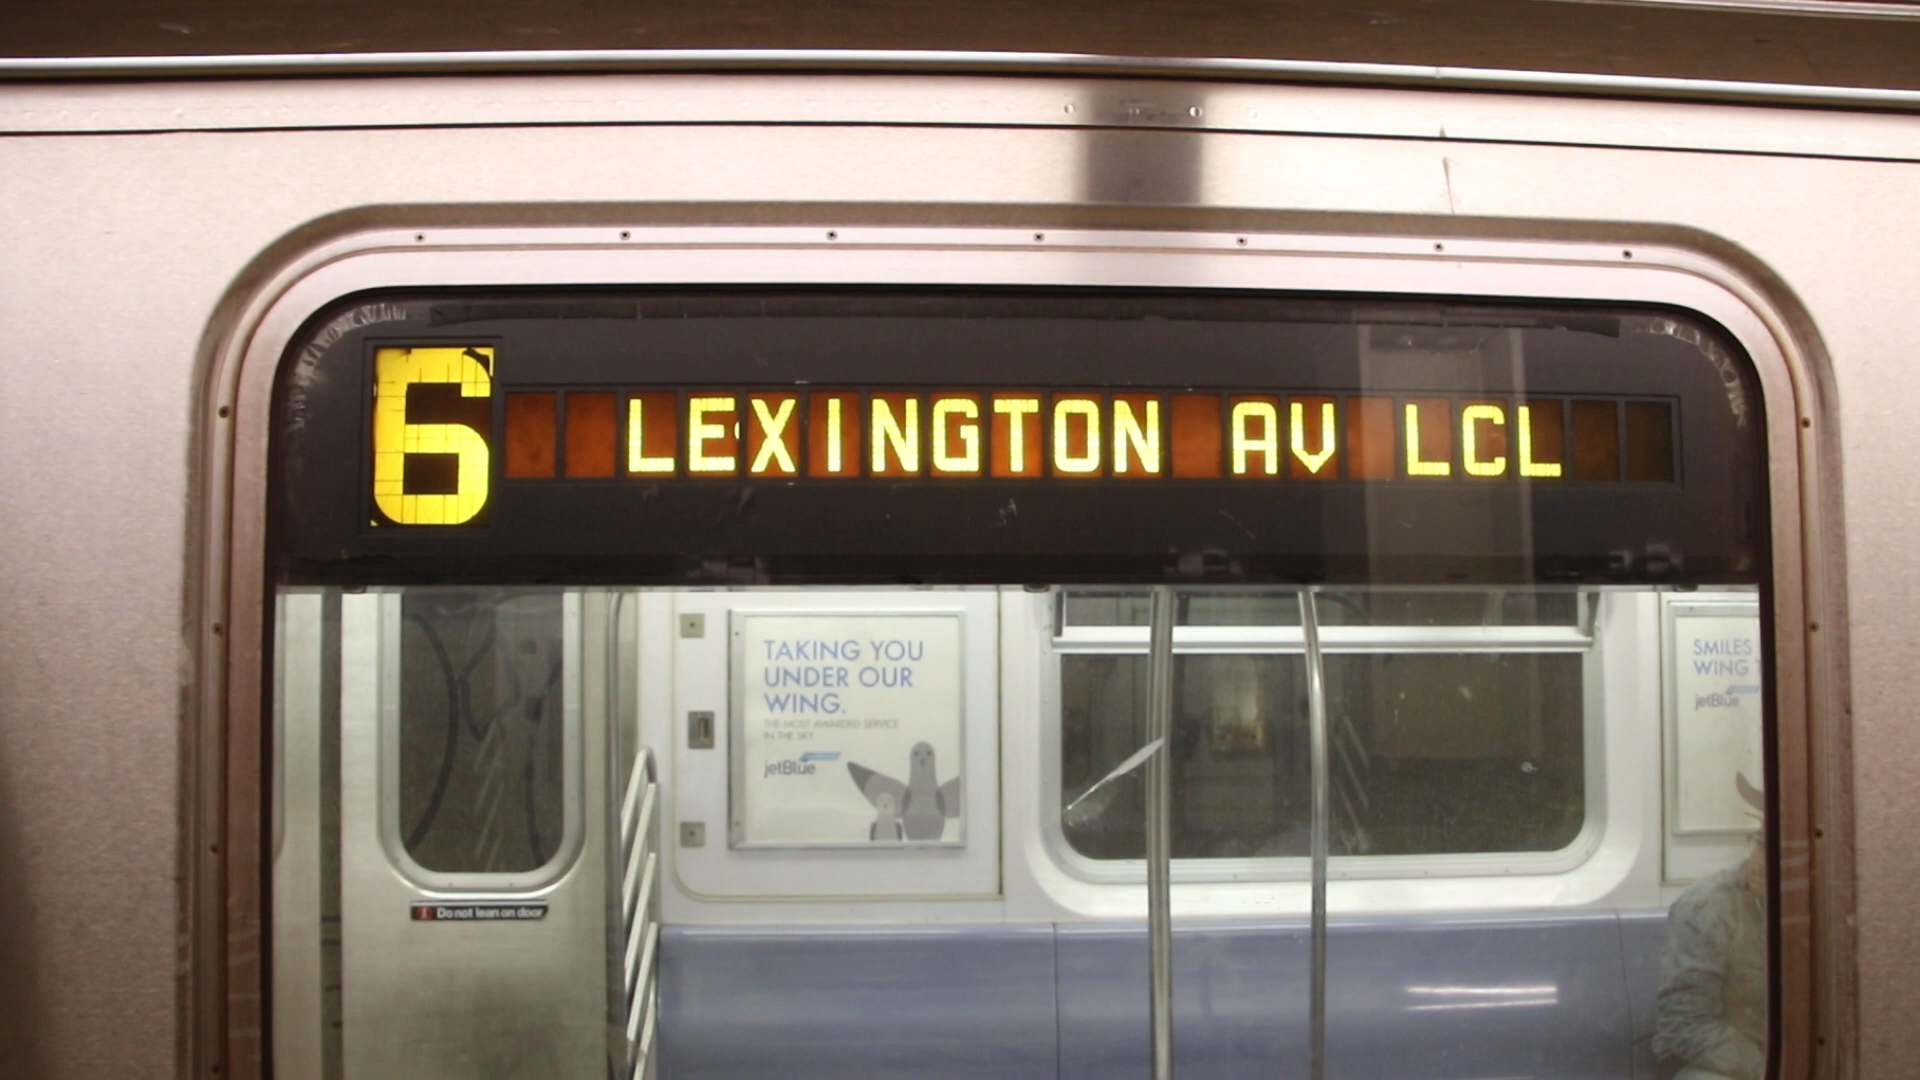 6 LEXINGTON AV LCL
TAKING YOU
UNDER OUR
WING.
THE MOST AWARDED SERVICE
IN THE SKY.
jetBlue
SMILES
WING
jetBlue
Do not lean on door